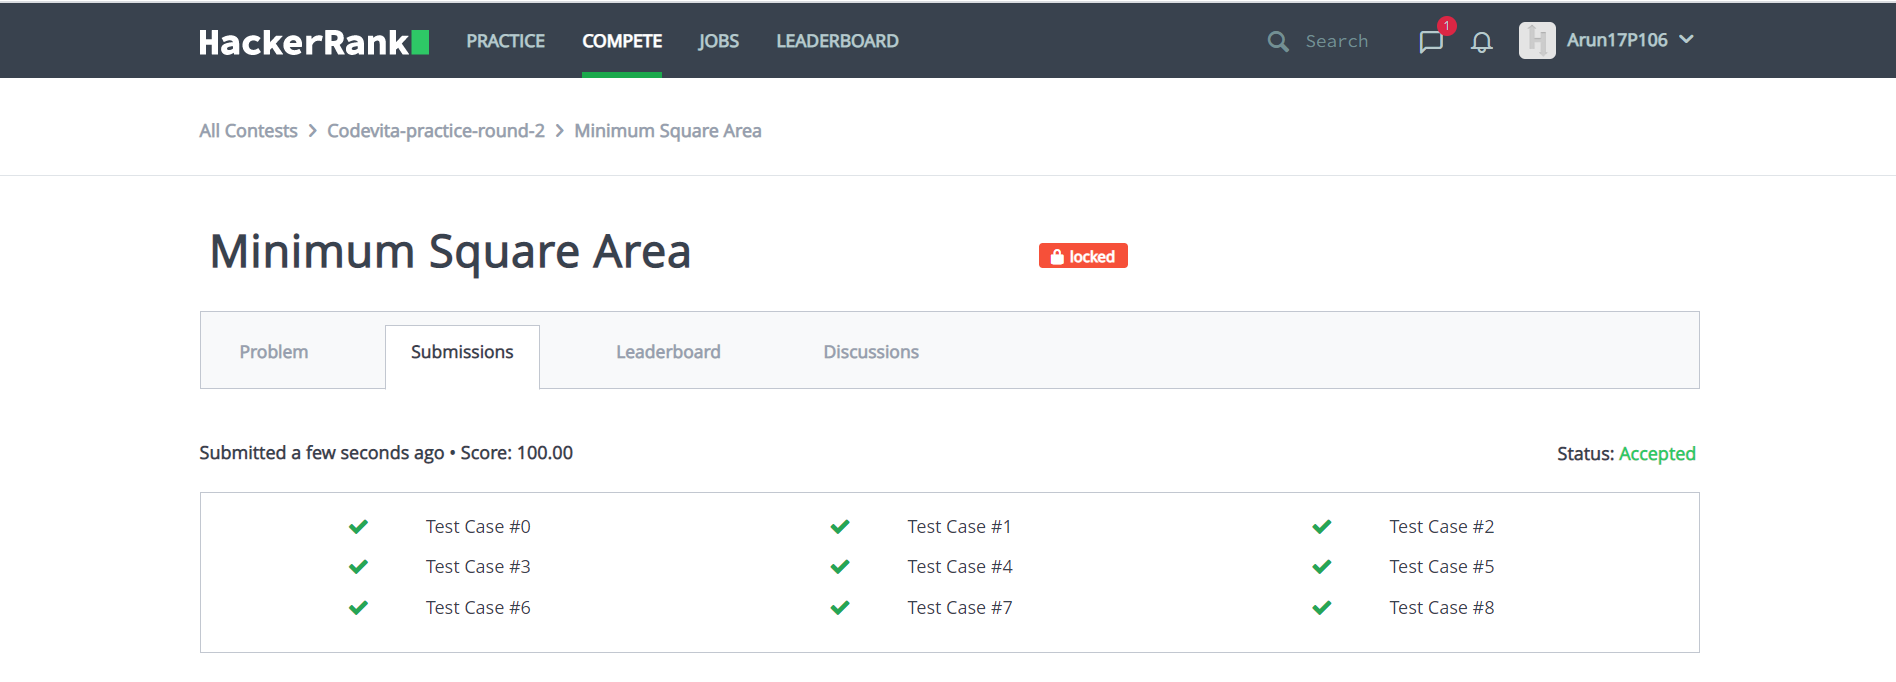 HackerRank PRACTICE COMPETE JOBS LEADERBOARD Search 1 Arun17P106
All Contests > Codevita-practice-round-2 > Minimum Square Area
Minimum Square Area locked
Problem Submissions Leaderboard Discussions
Submitted a few seconds ago • Score: 100.00 Status: Accepted
Test Case #0 Test Case #1 Test Case #2
Test Case #3 Test Case #4 Test Case #5
Test Case #6 Test Case #7 Test Case #8